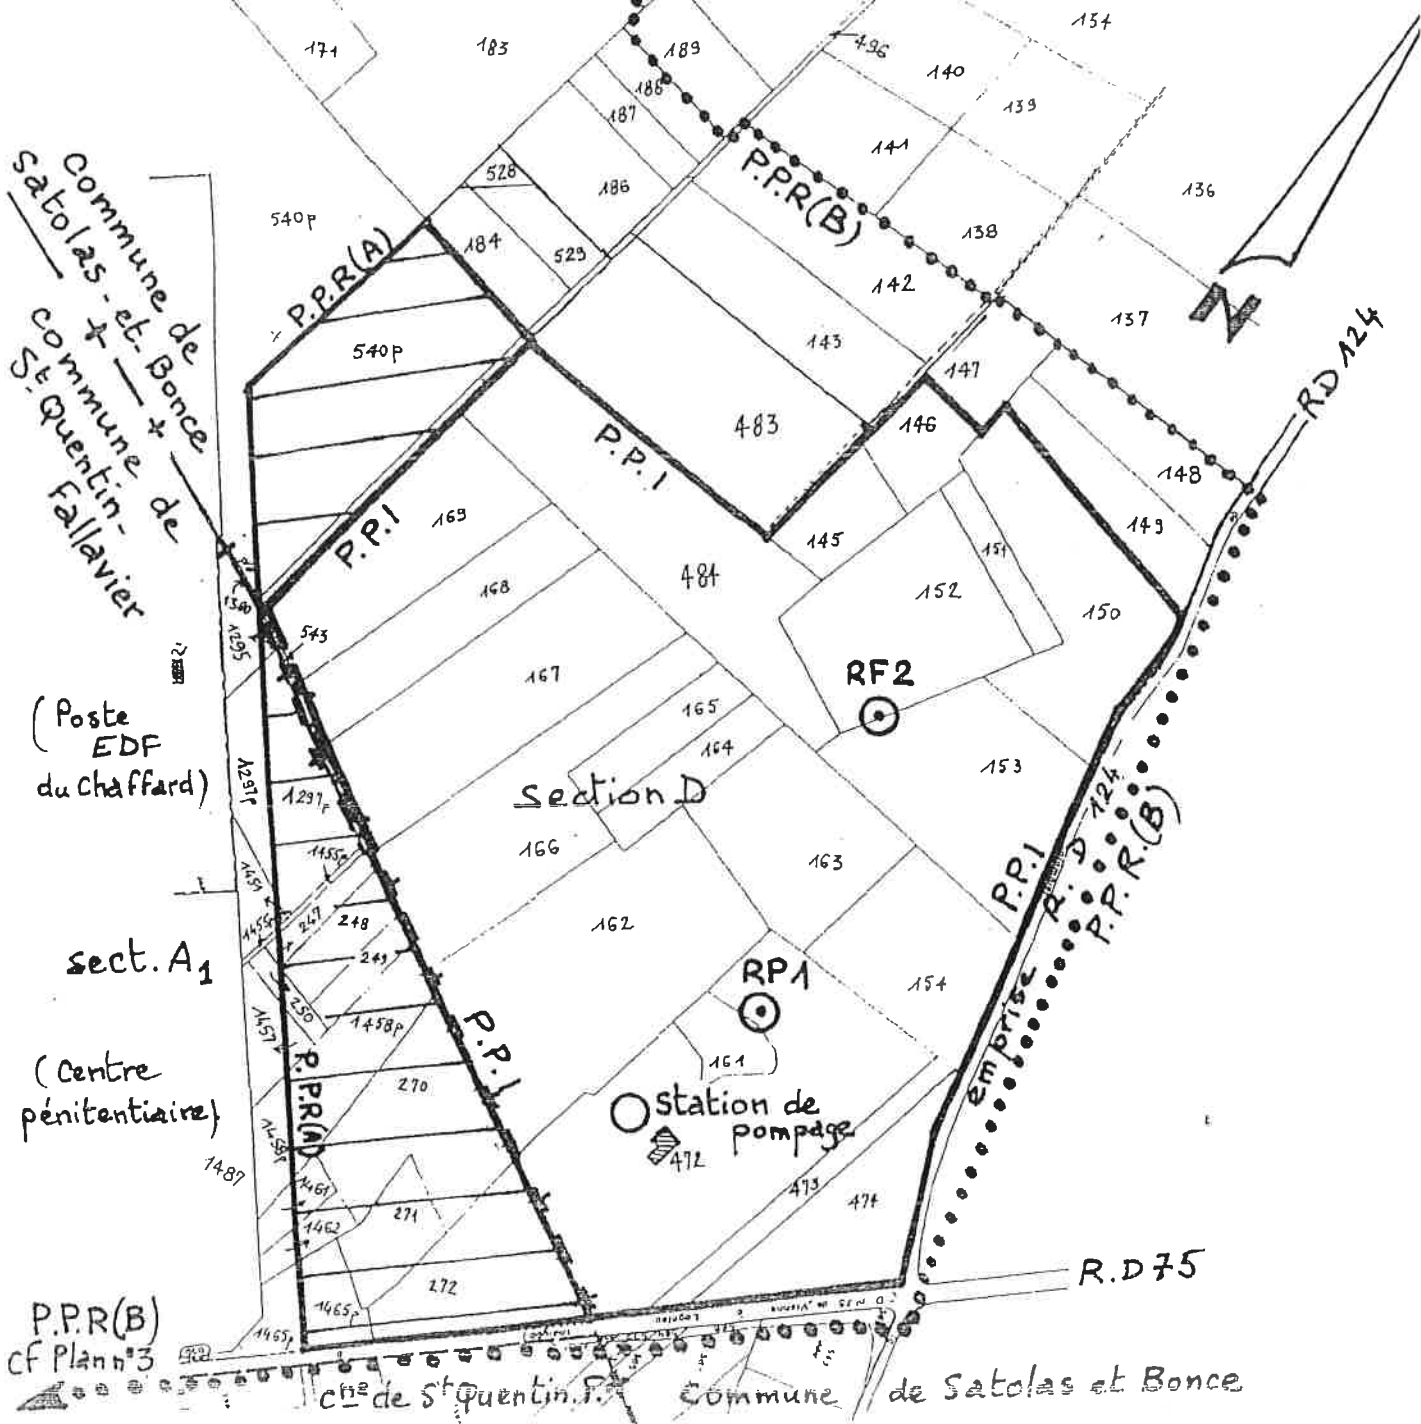 134
171
183
189
496
140
139
186
187
141
136
528
186
P.P.R(B)
540p
184
529
138
Commune de
Satolas-et-Bonce
commune de
St Quentin-
Fallavier
P.P.R(A)
142
137
N
540p
143
147
RD 124
483
146
P.P.I
148
169
P.P.I
145
149
151
481
168
152
150
1300
1295
543
RF2
167
165
(Poste
EDF
du Chaffard)
164
153
1297p
1297p
section D
R.D 124
P.P.R.(B)
166
163
1455p
P.P.I
1451
247
248
162
1455p
249
sect. A1
RP1
154
250
1457
1458p
emprise
P.P.I
161
(Centre
pénitentiaire)
P.P.R(A)
270
Station de
pompage
1458p
472
1487
1461
473
271
474
1462
272
R.D 75
1465p
P.P.R(B)
cf Plan n°3
1465p
cne de St Quentin.F.
Commune de Satolas et Bonce